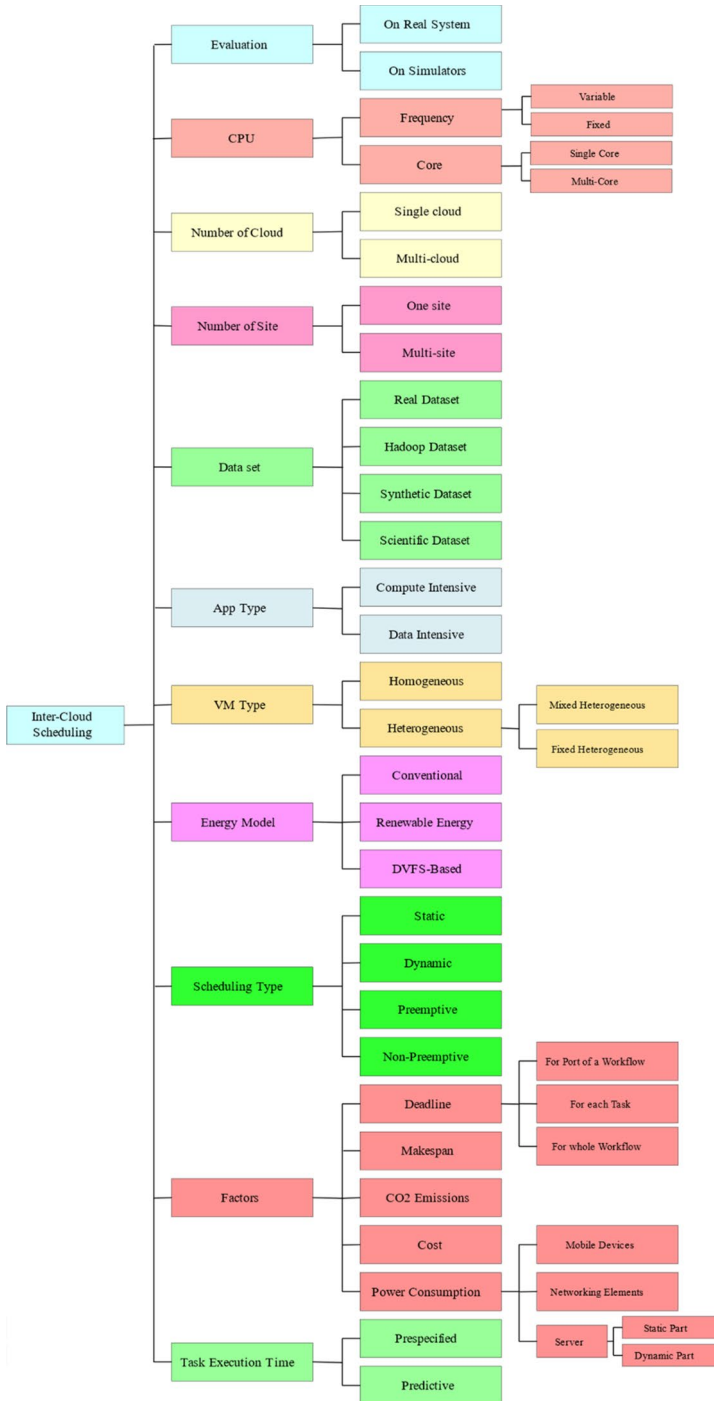 Evaluation
On Real System
On Simulators
CPU
Frequency
Variable
Fixed
Core
Single Core
Multi-Core
Number of Cloud
Single cloud
Multi-cloud
Number of Site
One site
Multi-site
Data set
Real Dataset
Hadoop Dataset
Synthetic Dataset
Scientific Dataset
App Type
Compute Intensive
Data Intensive
Inter-Cloud
Scheduling
VM Type
Homogeneous
Heterogeneous
Mixed Heterogeneous
Fixed Heterogeneous
Energy Model
Conventional
Renewable Energy
DVFS-Based
Scheduling Type
Static
Dynamic
Preemptive
Non-Preemptive
Factors
Deadline
For Port of a Workflow
For each Task
For whole Workflow
Makespan
CO2 Emissions
Cost
Power Consumption
Mobile Devices
Networking Elements
Server
Static Part
Dynamic Part
Task Execution Time
Prespecified
Predictive